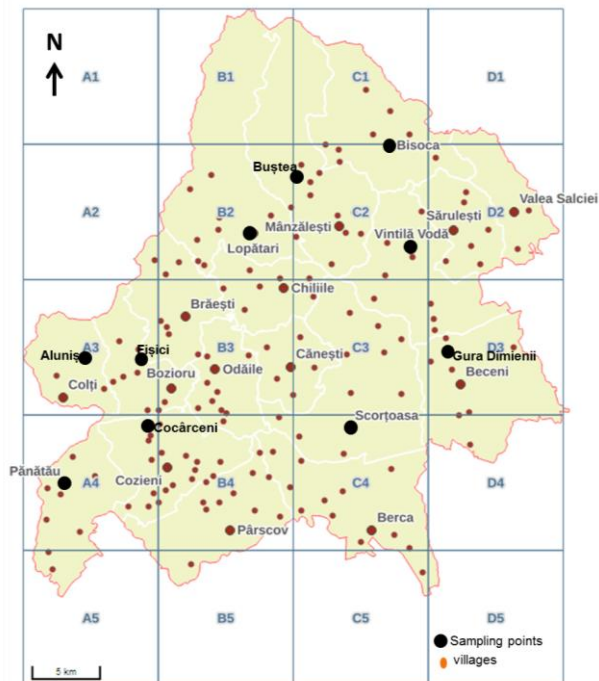 N
A1
B1
C1
D1
Bisoca
Buștea
A2
B2
C2
D2
Valea Salciei
Mânzălești
Sărulești
Vintilă Vodă
Lopătari
Chiliile
Brăești
A3
B3
C3
D3
Aluniș
Fișici
Gura Dimienii
Cănești
Bozioru
Odăile
Beceni
Colți
Scorțoasa
Cocârceni
Pănătău
A4
B4
C4
D4
Cozieni
Berca
Pârscov
A5
B5
C5
D5
Sampling points
villages
5 km